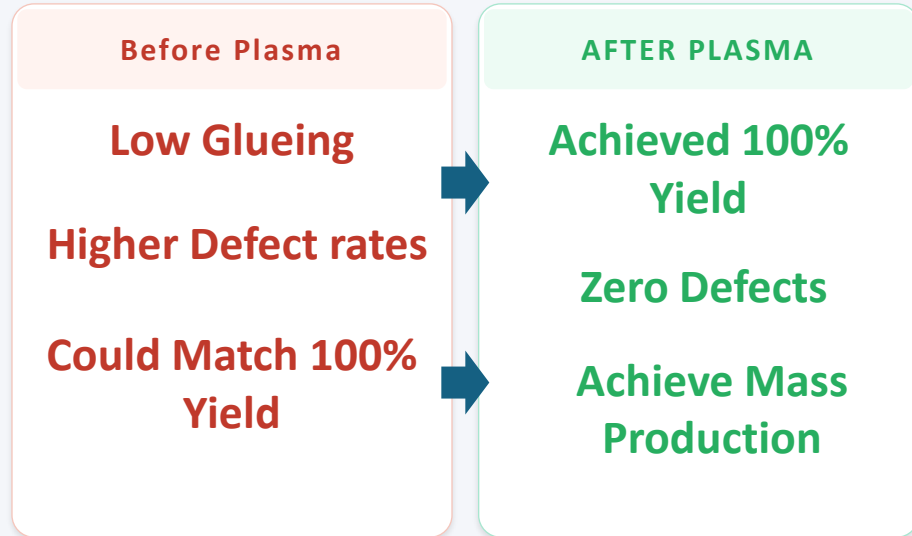 Before Plasma
Low Glueing
Higher Defect rates
Could Match 100%
Yield
AFTER PLASMA
Achieved 100%
Yield
Zero Defects
Achieve Mass
Production